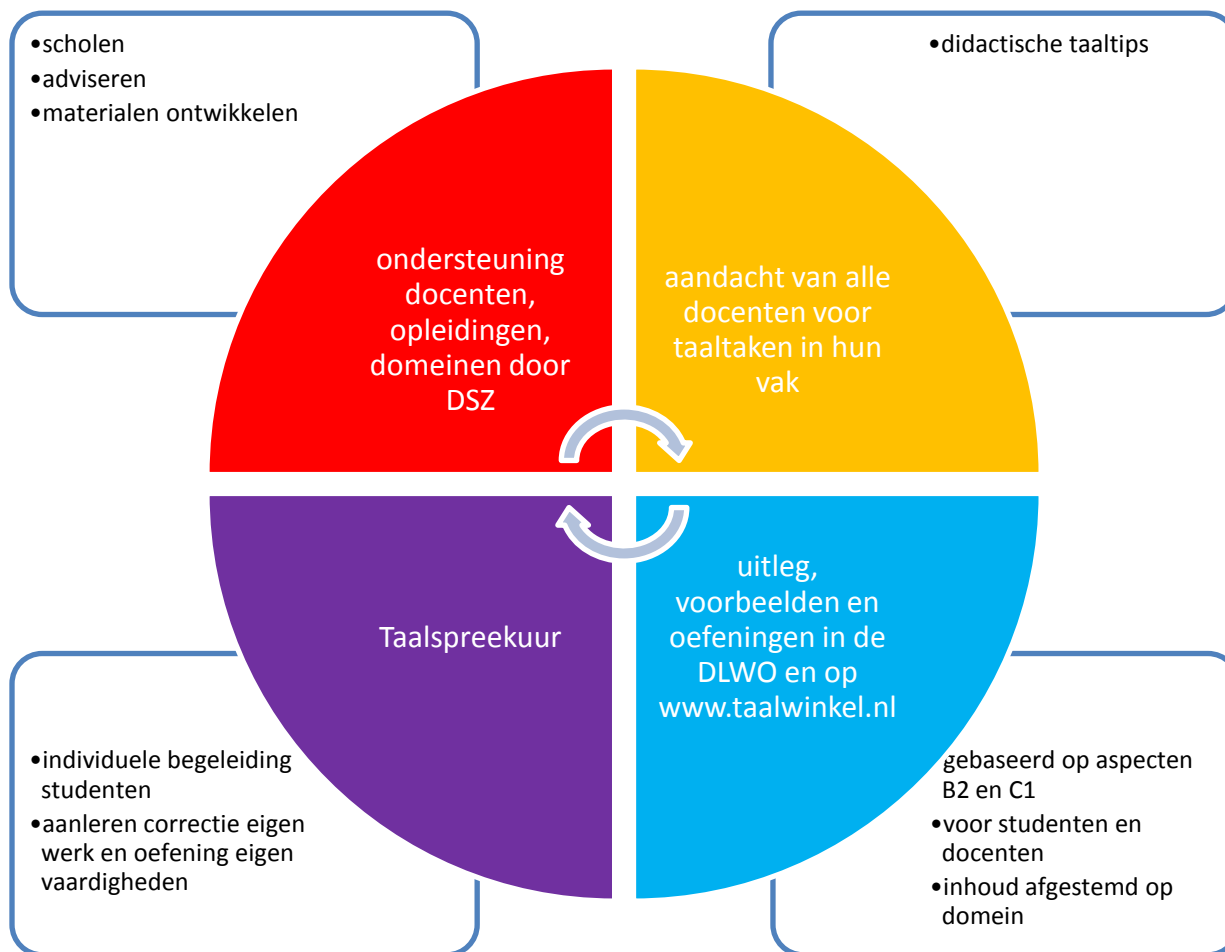 •scholen
•adviseren
•materialen ontwikkelen
•didactische taaltips
ondersteuning
docenten,
opleidingen,
domeinen door
DSZ
aandacht van alle
docenten voor
taaltaken in hun
vak
Taalspreekuur
uitleg,
voorbeelden en
oefeningen in de
DLWO en op
www.taalwinkel.nl
•individuele begeleiding
studenten
•aanleren correctie eigen
werk en oefening eigen
vaardigheden
gebaseerd op aspecten
B2 en C1
•voor studenten en
docenten
•inhoud afgestemd op
domein